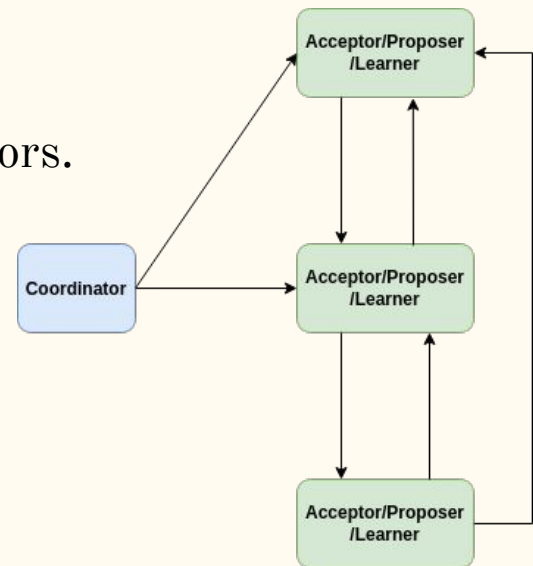 Acceptor/Proposer
/Learner
ors.
Coordinator
Acceptor/Proposer
/Learner
Acceptor/Proposer
/Learner